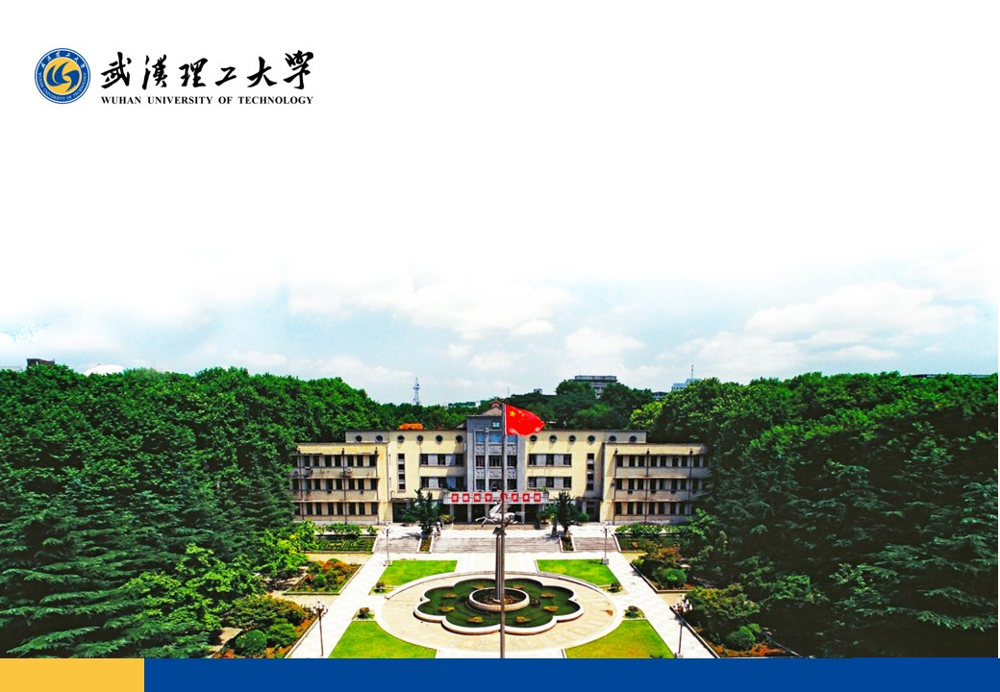 武漢理工大學
WUHAN UNIVERSITY OF TECHNOLOGY